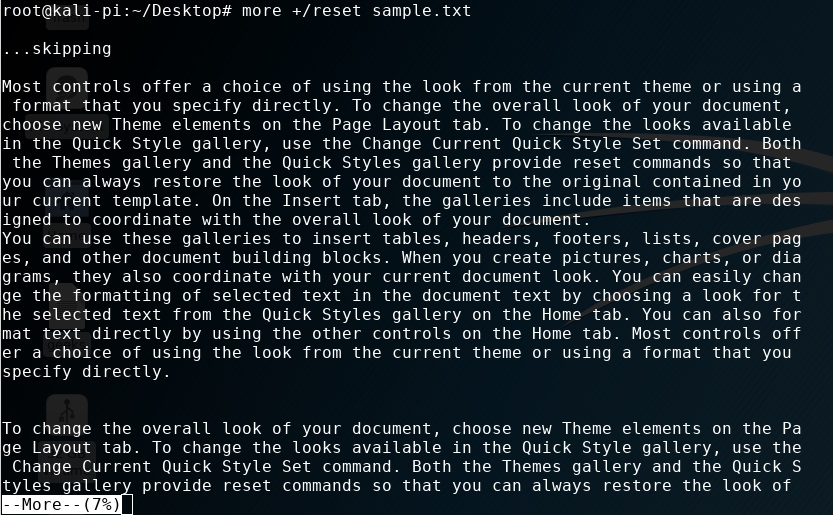 root@kali-pi:~/Desktop# more +/reset sample.txt
...skipping
Most controls offer a choice of using the look from the current theme or using a
 format that you specify directly. To change the overall look of your document,
choose new Theme elements on the Page Layout tab. To change the looks available
in the Quick Style gallery, use the Change Current Quick Style Set command. Both
 the Themes gallery and the Quick Styles gallery provide reset commands so that
you can always restore the look of your document to the original contained in yo
ur current template. On the Insert tab, the galleries include items that are des
igned to coordinate with the overall look of your document.
You can use these galleries to insert tables, headers, footers, lists, cover pag
es, and other document building blocks. When you create pictures, charts, or dia
grams, they also coordinate with your current document look. You can easily chan
ge the formatting of selected text in the document text by choosing a look for t
he selected text from the Quick Styles gallery on the Home tab. You can also for
mat text directly by using the other controls on the Home tab. Most controls off
er a choice of using the look from the current theme or using a format that you
specify directly.
To change the overall look of your document, choose new Theme elements on the Pa
ge Layout tab. To change the looks available in the Quick Style gallery, use the
 Change Current Quick Style Set command. Both the Themes gallery and the Quick S
tyles gallery provide reset commands so that you can always restore the look of
--More--(7%)